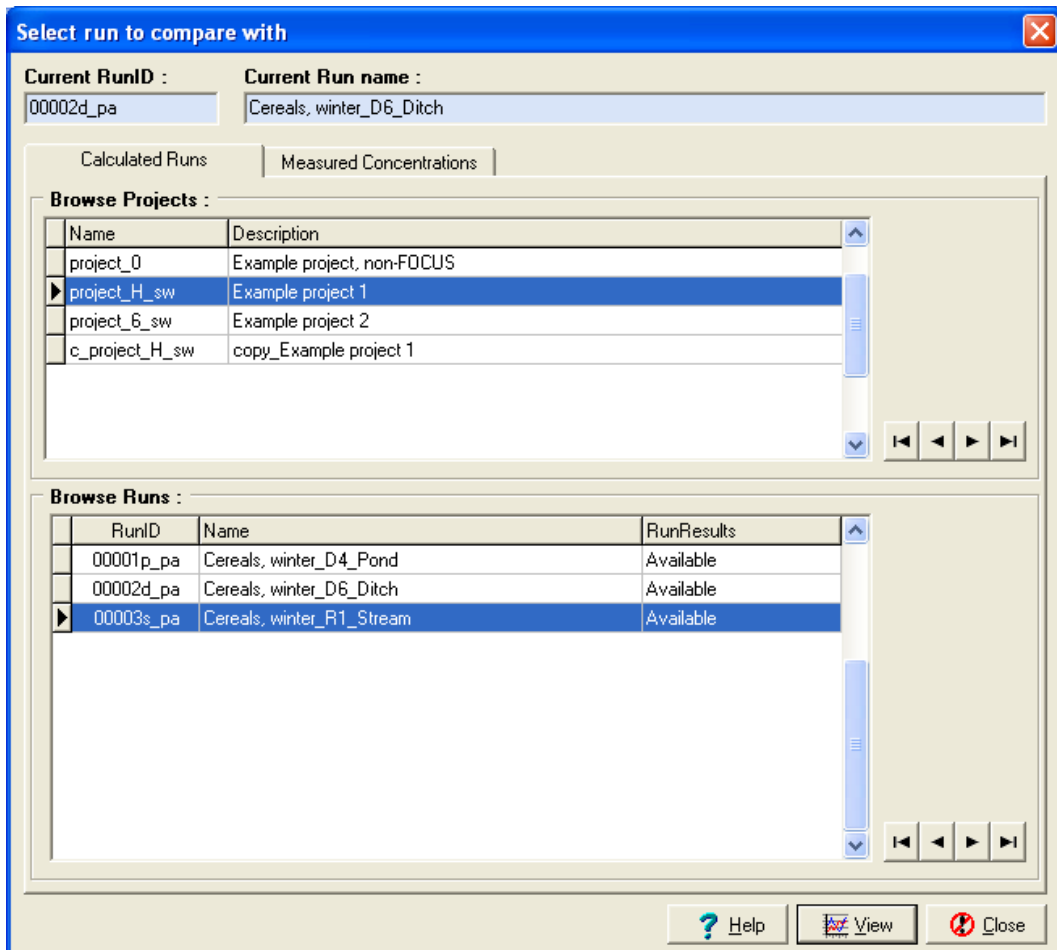 Select run to compare with
Current RunID : Current Run name :
00002d_pa Cereals, winter_D6_Ditch
Calculated Runs Measured Concentrations
Browse Projects :
Name Description
project_0 Example project, non-FOCUS
project_H_sw Example project 1
project_6_sw Example project 2
c_project_H_sw copy_Example project 1
Browse Runs :
RunID Name RunResults
00001p_pa Cereals, winter_D4_Pond Available
00002d_pa Cereals, winter_D6_Ditch Available
00003s_pa Cereals, winter_R1_Stream Available
? Help View Close